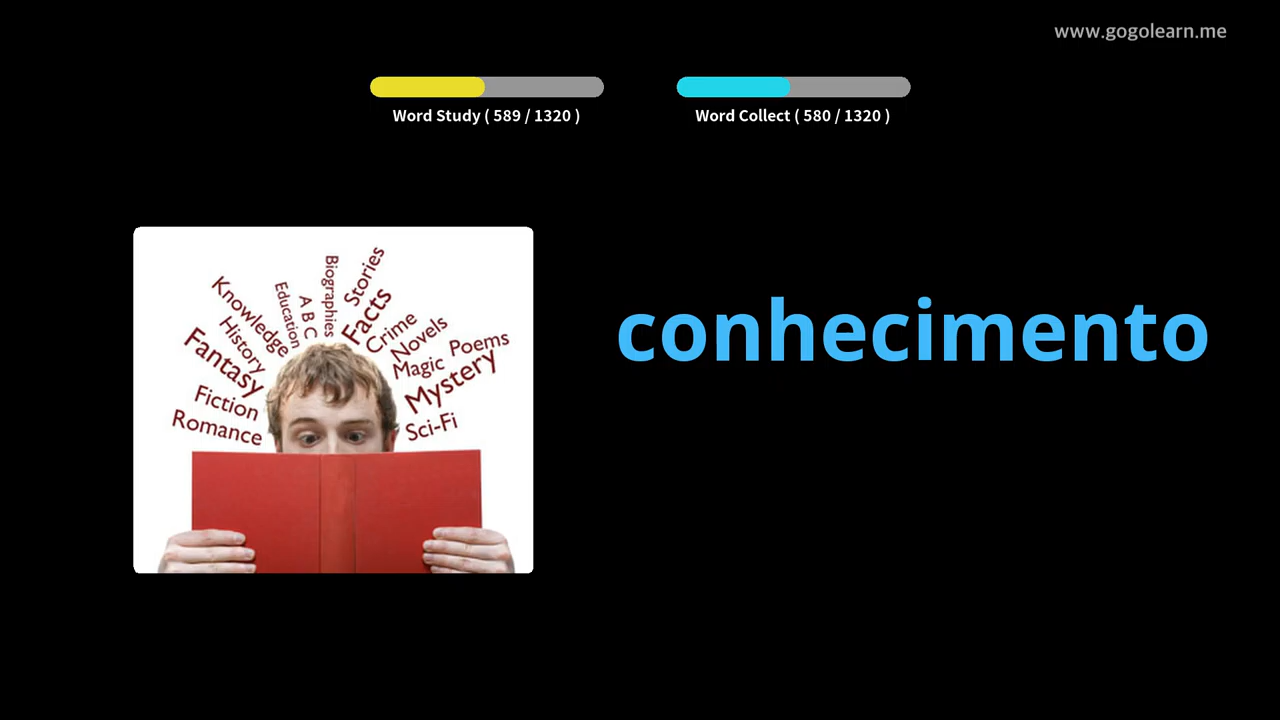 www.gogolearn.me
Word Study ( 589 / 1320 )
Word Collect ( 580 / 1320 )
Biographies
Stories
Education
A B C
Facts
Knowledge
Crime
History
Novels
Fantasy
Magic
Poems
Mystery
Fiction
Romance
Sci-Fi
conhecimento